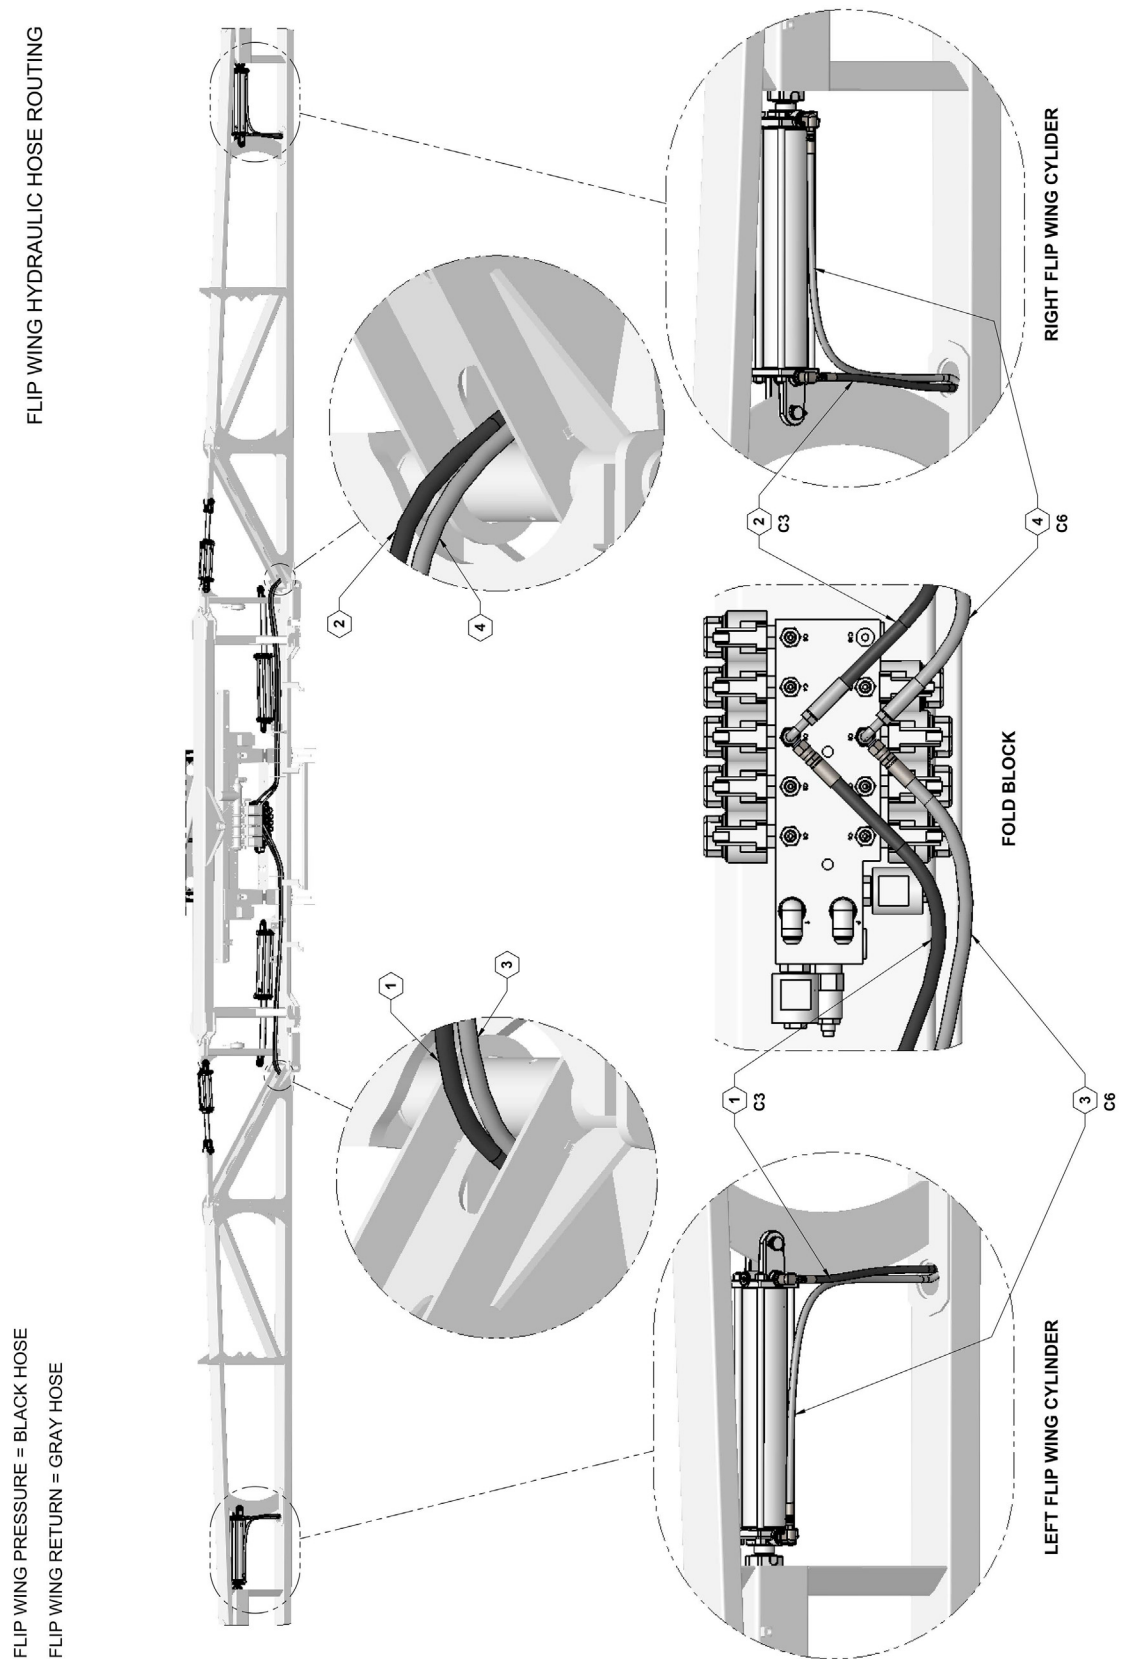 FLIP WING PRESSURE = BLACK HOSE
FLIP WING RETURN = GRAY HOSE
FLIP WING HYDRAULIC HOSE ROUTING
1
3
2
4
1
C3
3
C6
2
C3
4
C6
LEFT FLIP WING CYLINDER
FOLD BLOCK
RIGHT FLIP WING CYLIDER